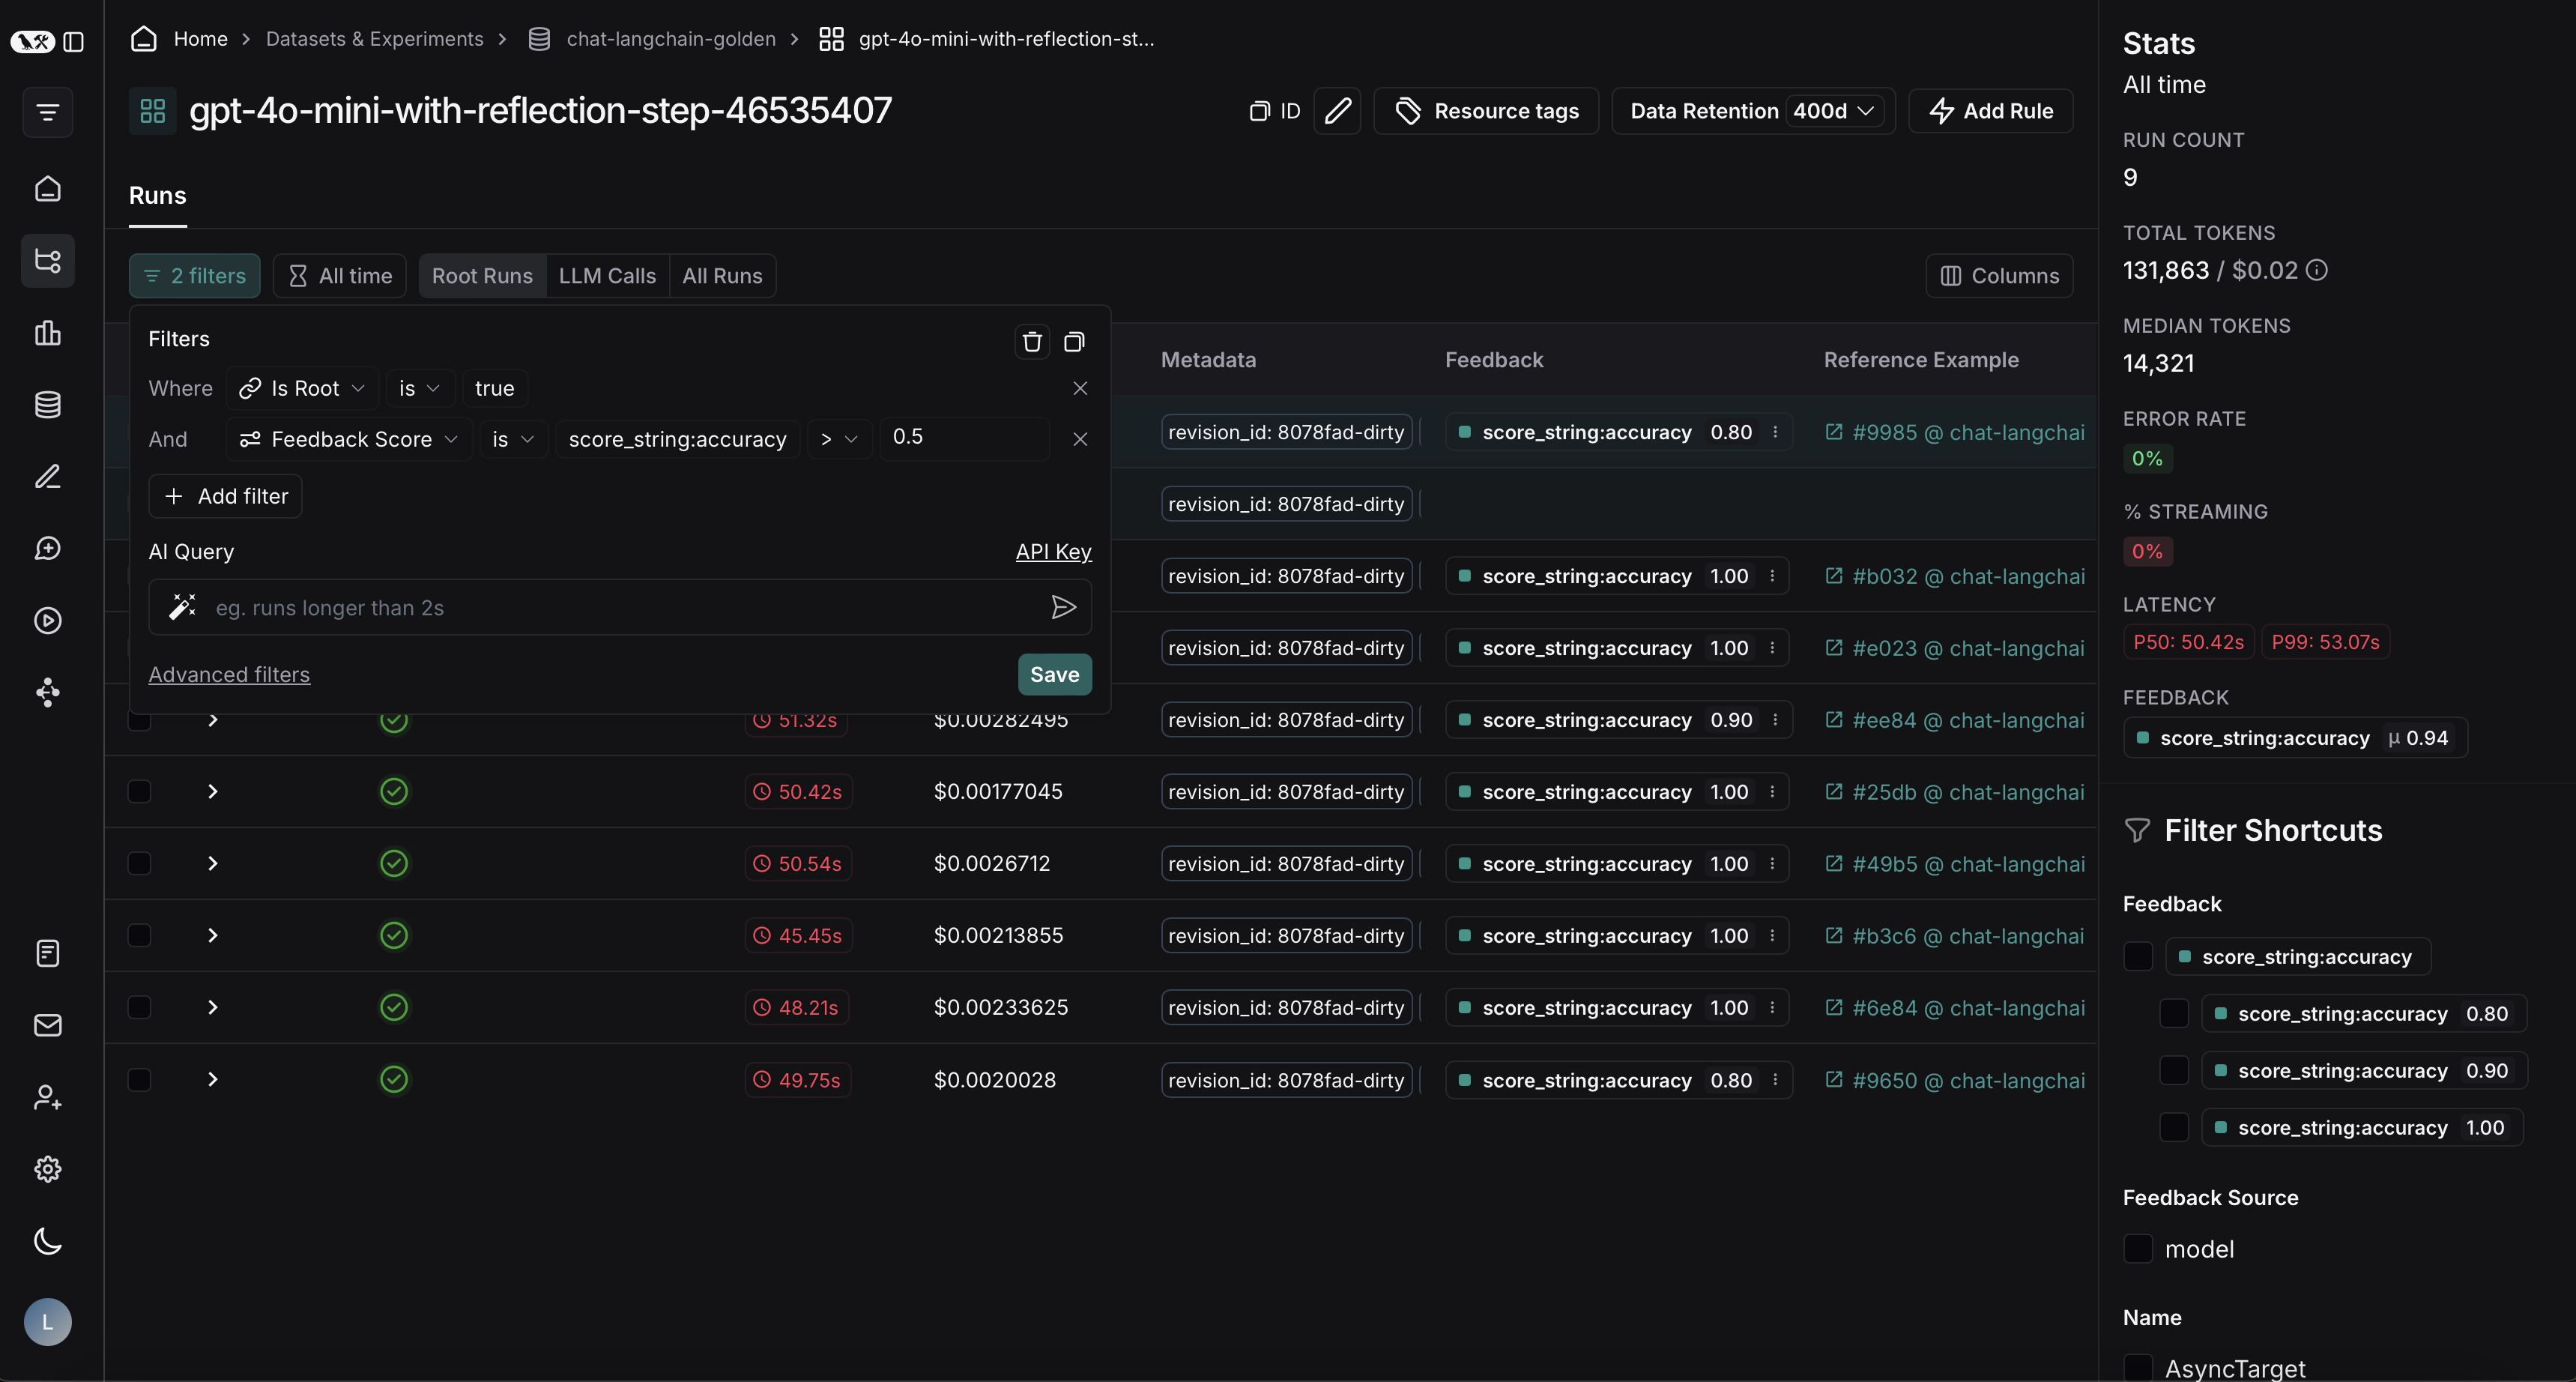 Home > Datasets & Experiments > chat-langchain-golden > gpt-4o-mini-with-reflection-st...
gpt-4o-mini-with-reflection-step-46535407
ID
Resource tags
Data Retention 400d
Add Rule
Runs
2 filters
All time
Root Runs
LLM Calls
All Runs
Columns
Filters
Where Is Root is true
And Feedback Score is score_string:accuracy > 0.5
+ Add filter
AI Query
API Key
eg. runs longer than 2s
Advanced filters
Save
Metadata Feedback Reference Example
revision_id: 8078fad-dirty score_string:accuracy 0.80 #9985 @ chat-langchai
revision_id: 8078fad-dirty
revision_id: 8078fad-dirty score_string:accuracy 1.00 #b032 @ chat-langchai
revision_id: 8078fad-dirty score_string:accuracy 1.00 #e023 @ chat-langchai
51.32s $0.00282495 revision_id: 8078fad-dirty score_string:accuracy 0.90 #ee84 @ chat-langchai
50.42s $0.00177045 revision_id: 8078fad-dirty score_string:accuracy 1.00 #25db @ chat-langchai
50.54s $0.0026712 revision_id: 8078fad-dirty score_string:accuracy 1.00 #49b5 @ chat-langchai
45.45s $0.00213855 revision_id: 8078fad-dirty score_string:accuracy 1.00 #b3c6 @ chat-langchai
48.21s $0.00233625 revision_id: 8078fad-dirty score_string:accuracy 1.00 #6e84 @ chat-langchai
49.75s $0.0020028 revision_id: 8078fad-dirty score_string:accuracy 0.80 #9650 @ chat-langchai
L
Stats
All time
RUN COUNT
9
TOTAL TOKENS
131,863 / $0.02
MEDIAN TOKENS
14,321
ERROR RATE
0%
% STREAMING
0%
LATENCY
P50: 50.42s P99: 53.07s
FEEDBACK
score_string:accuracy μ 0.94
Filter Shortcuts
Feedback
score_string:accuracy
score_string:accuracy 0.80
score_string:accuracy 0.90
score_string:accuracy 1.00
Feedback Source
model
Name
AsyncTarget